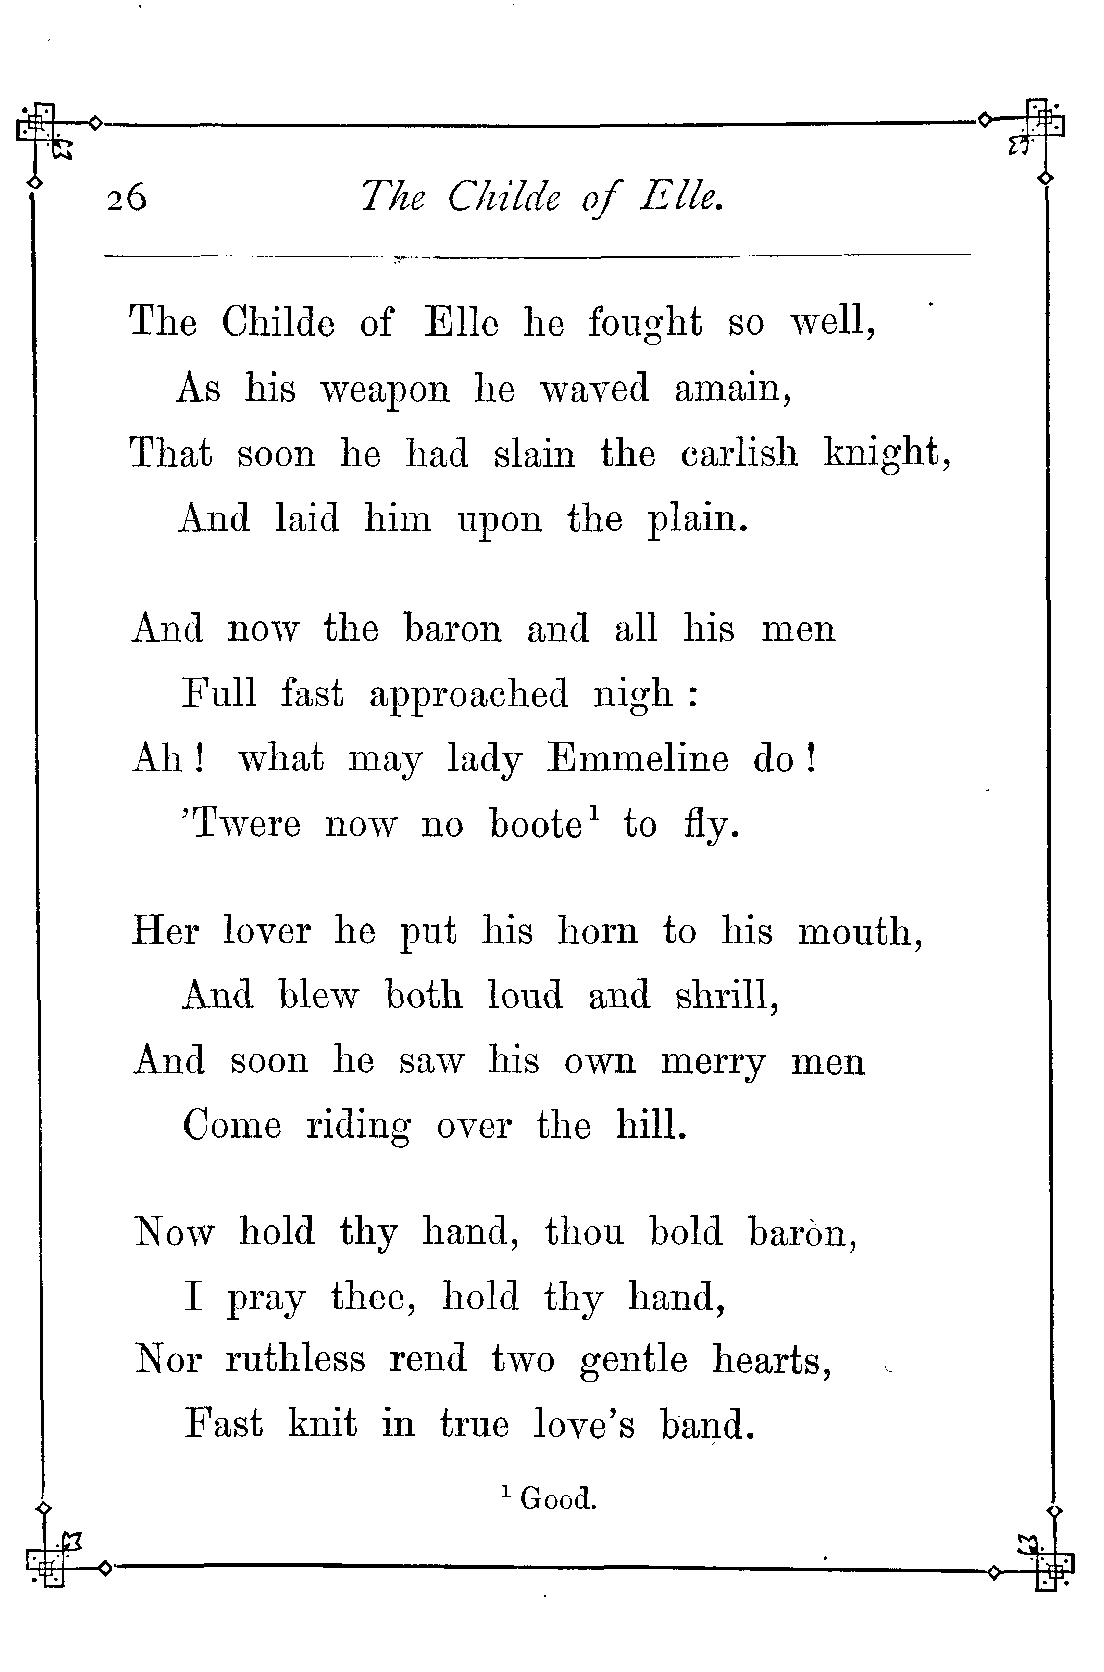 26 The Childe of Elle.
The Childe of Elle he fought so well,
As his weapon he waved amain,
That soon he had slain the carlish knight,
And laid him upon the plain.
And now the baron and all his men
Full fast approached nigh :
Ah ! what may lady Emmeline do !
’Twere now no boote¹ to fly.
Her lover he put his horn to his mouth,
And blew both loud and shrill,
And soon he saw his own merry men
Come riding over the hill.
Now hold thy hand, thou bold baròn,
I pray thee, hold thy hand,
Nor ruthless rend two gentle hearts,
Fast knit in true love’s band.
¹ Good.